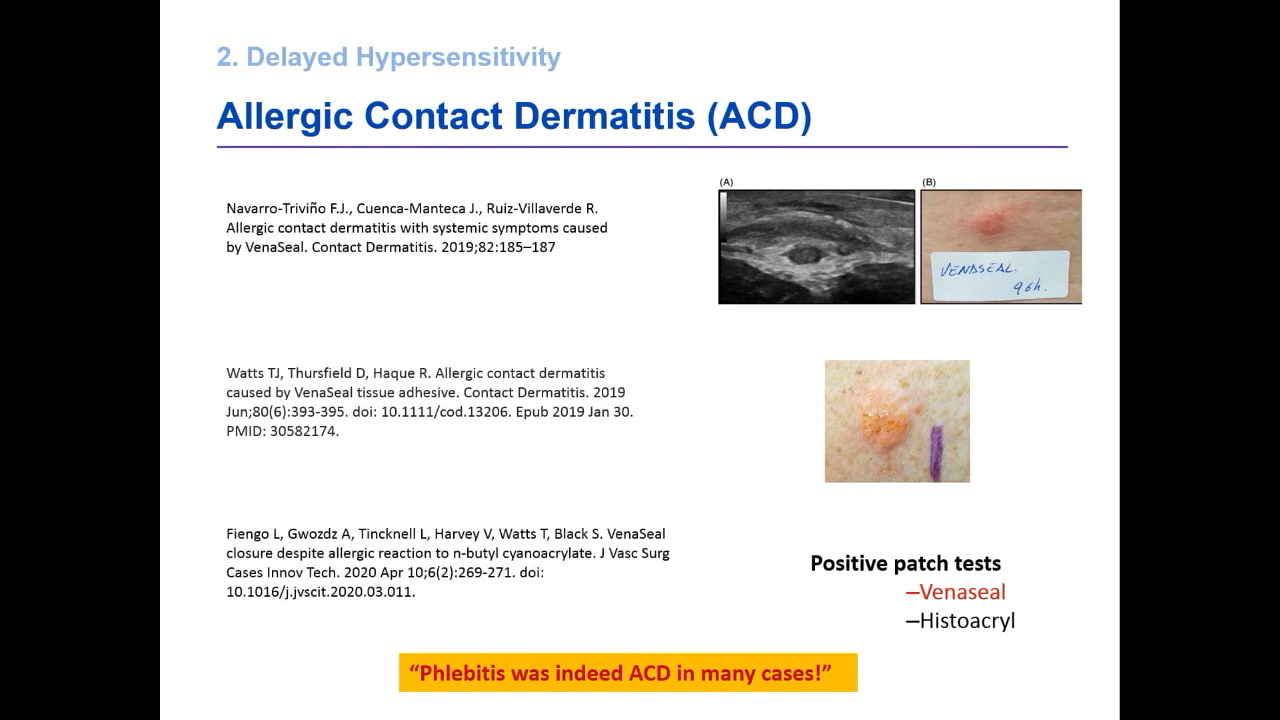 2. Delayed Hypersensitivity
Allergic Contact Dermatitis (ACD)
Navarro-Triviño F.J., Cuenca-Manteca J., Ruiz-Villaverde R.
Allergic contact dermatitis with systemic symptoms caused
by VenaSeal. Contact Dermatitis. 2019;82:185–187
(A)
(B)
VENASEAL.
96h.
Watts TJ, Thursfield D, Haque R. Allergic contact dermatitis
caused by VenaSeal tissue adhesive. Contact Dermatitis. 2019
Jun;80(6):393-395. doi: 10.1111/cod.13206. Epub 2019 Jan 30.
PMID: 30582174.
Fiengo L, Gwozdz A, Tincknell L, Harvey V, Watts T, Black S. VenaSeal
closure despite allergic reaction to n-butyl cyanoacrylate. J Vasc Surg
Cases Innov Tech. 2020 Apr 10;6(2):269-271. doi:
10.1016/j.jvscit.2020.03.011.
Positive patch tests
–Venaseal
–Histoacryl
“Phlebitis was indeed ACD in many cases!”